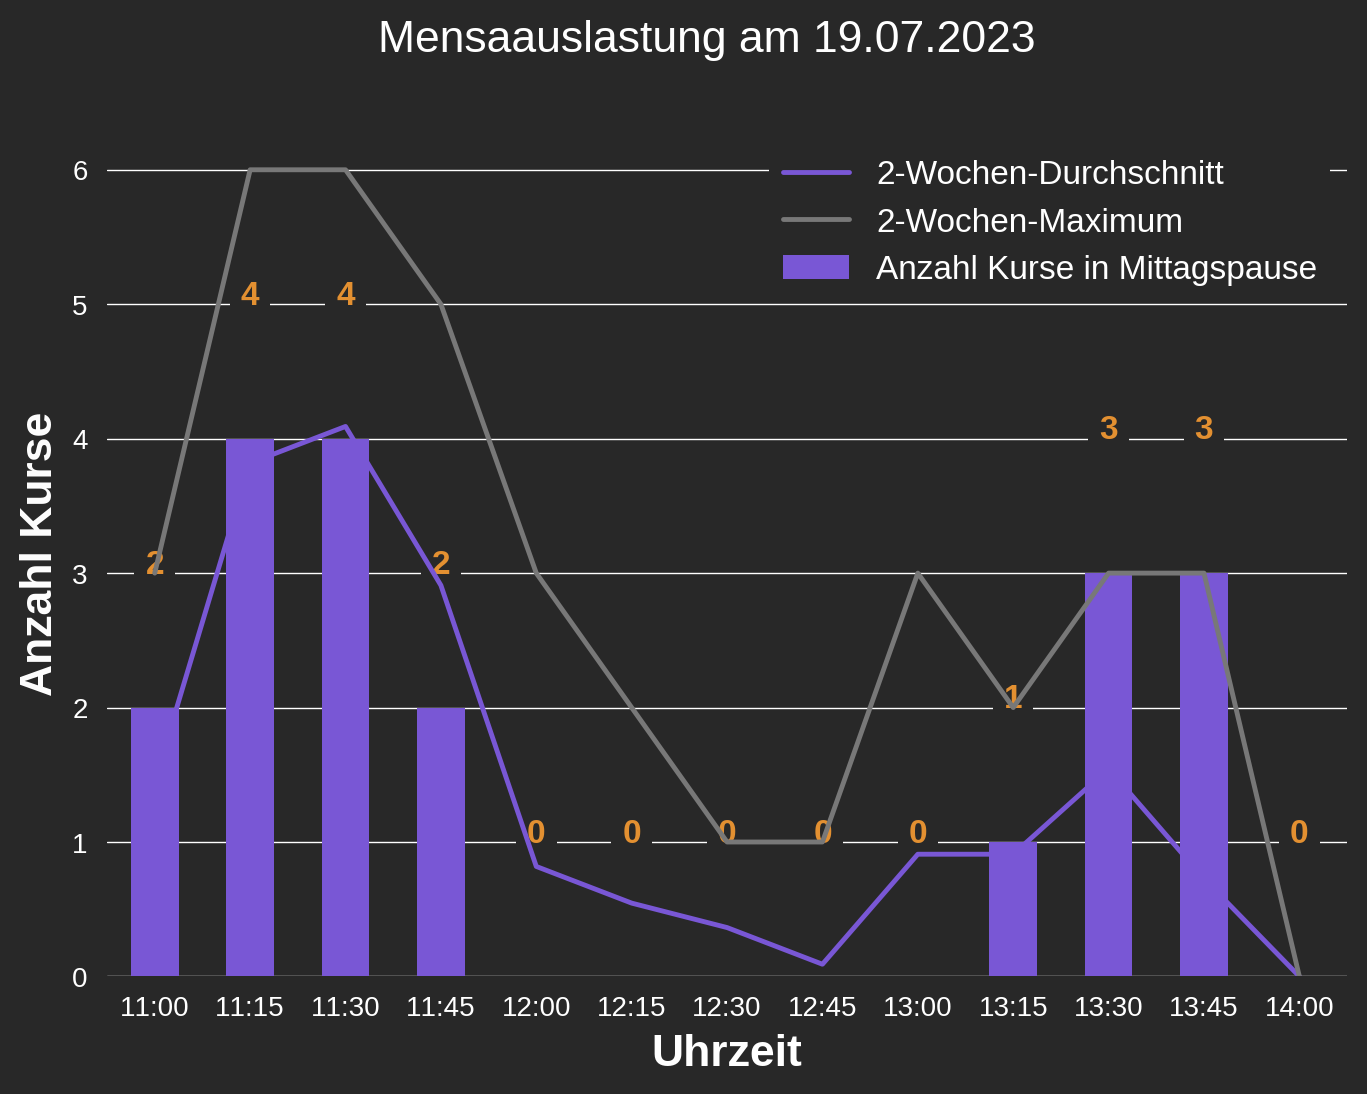 Mensaauslastung am 19.07.2023
2-Wochen-Durchschnitt
2-Wochen-Maximum
Anzahl Kurse in Mittagspause
Anzahl Kurse
6
5
4
3
2
1
0
2
4
4
2
0
0
0
0
0
1
3
3
0
11:00 11:15 11:30 11:45 12:00 12:15 12:30 12:45 13:00 13:15 13:30 13:45 14:00
Uhrzeit